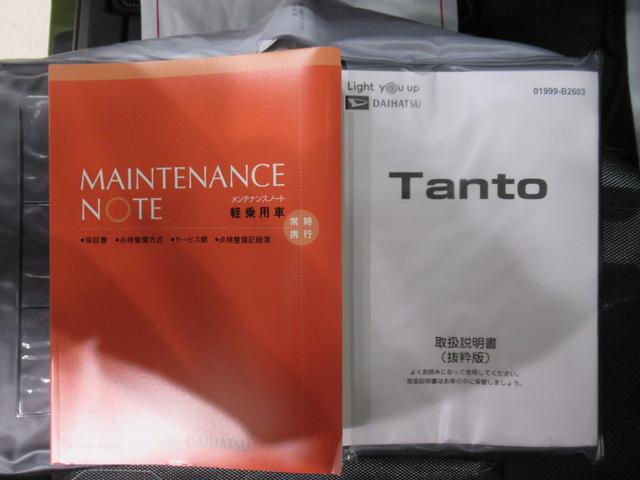 MAINTENANCE
NOTE
メンテナンスノート
軽乗用車
常時
携行
●保証書 ●点検整備方式 ●サービス網 ●点検整備記録簿
DAIHATSU
Light you up
DAIHATSU
01999-B2603
Tanto
取扱説明書
（抜粋版）
よくお読みになって使用してください。
取扱説明書はお車の中に保管しましょう。